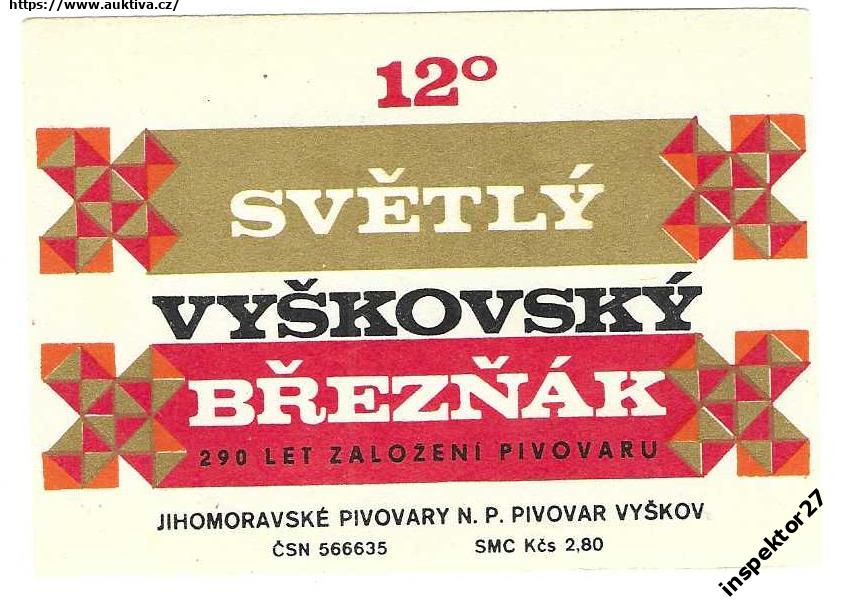 https://www.auktiva.cz/
12°
SVĚTLÝ
VYŠKOVSKÝ
BŘEZŇÁK
290 LET ZALOŽENÍ PIVOVARU
JIHOMORAVSKÉ PIVOVARY N. P. PIVOVAR VYŠKOV
ČSN 566635 SMC Kčs 2,80
inspektor27